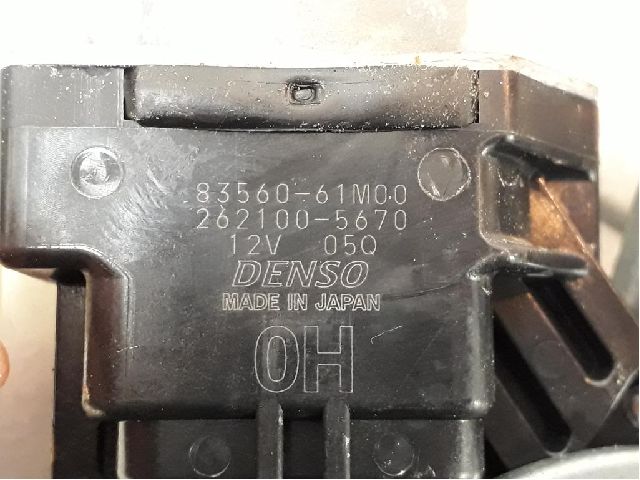 83560-61M00
262100-5670
12V 05Q
DENSO
MADE IN JAPAN
0H